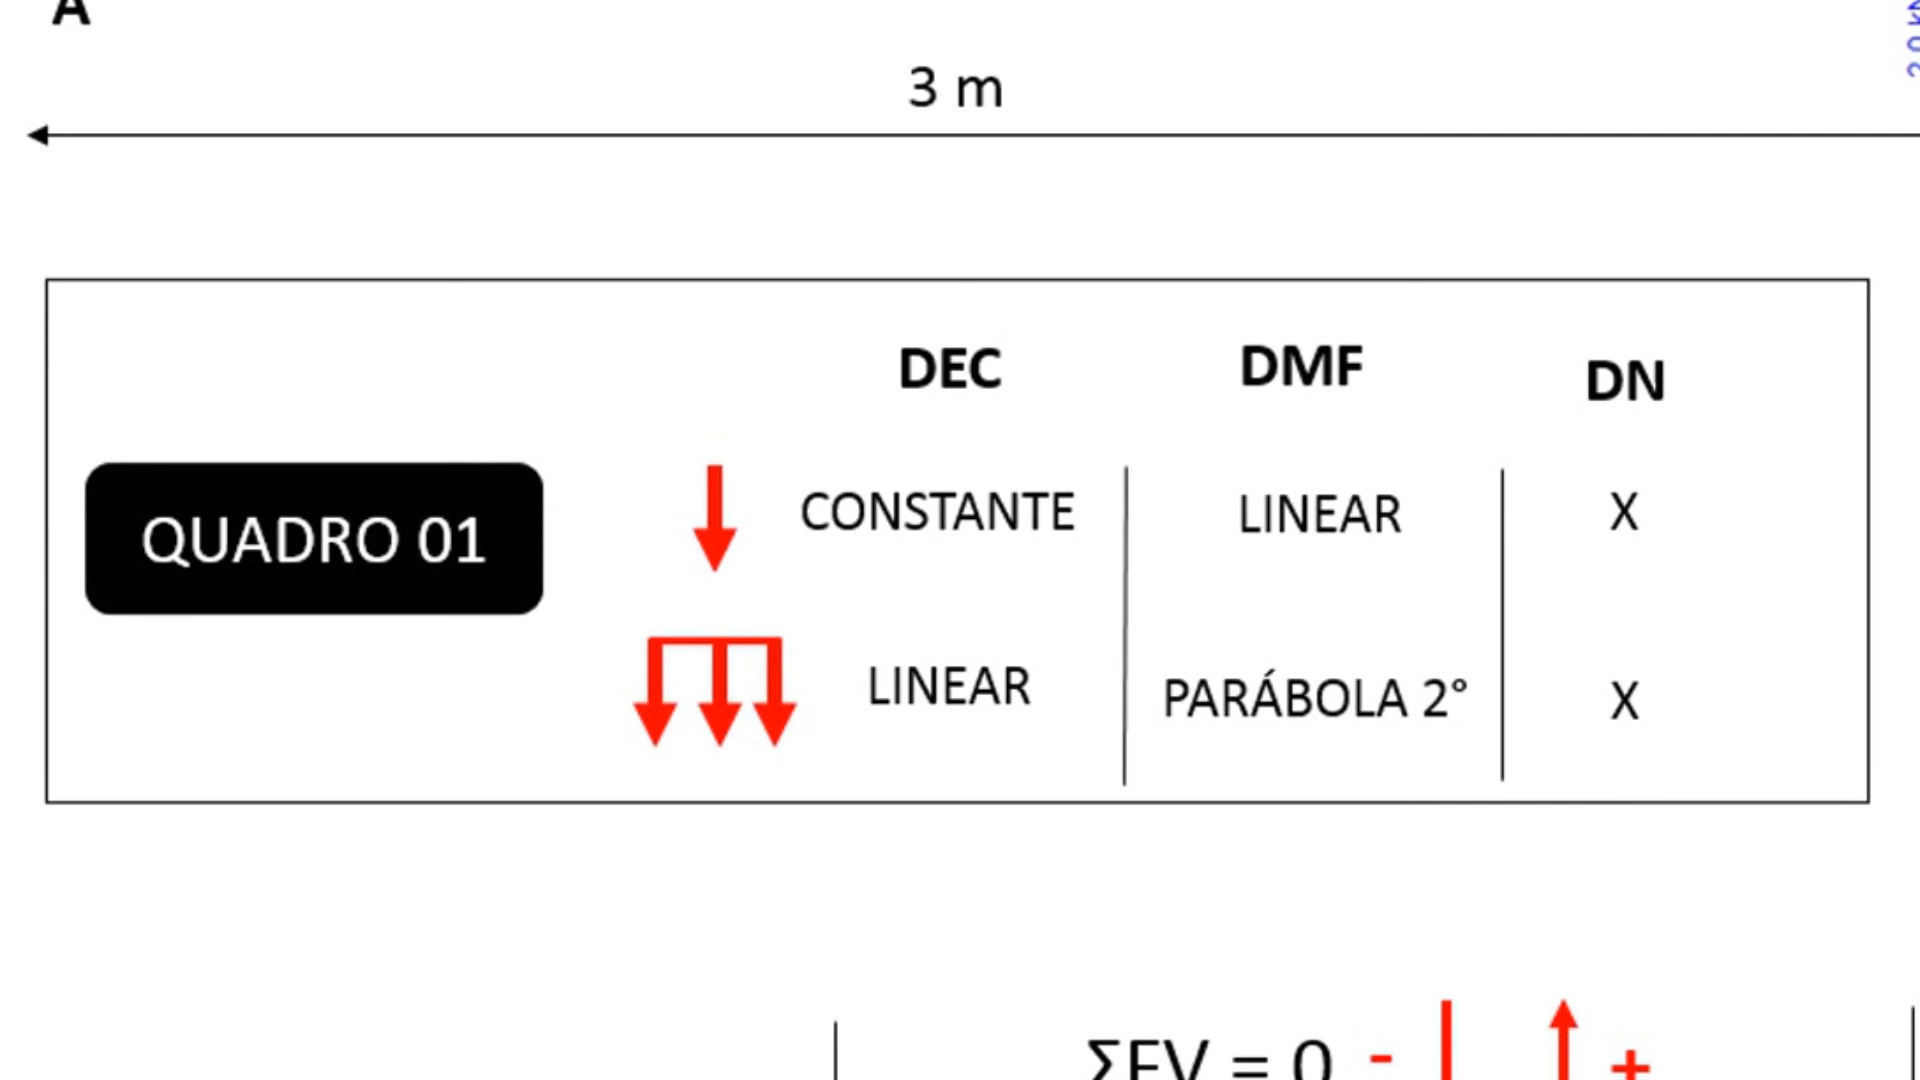 A
3 m
DEC DMF DN
CONSTANTE LINEAR X
QUADRO 01
LINEAR PARÁBOLA 2° X
ΣFV = 0 - +